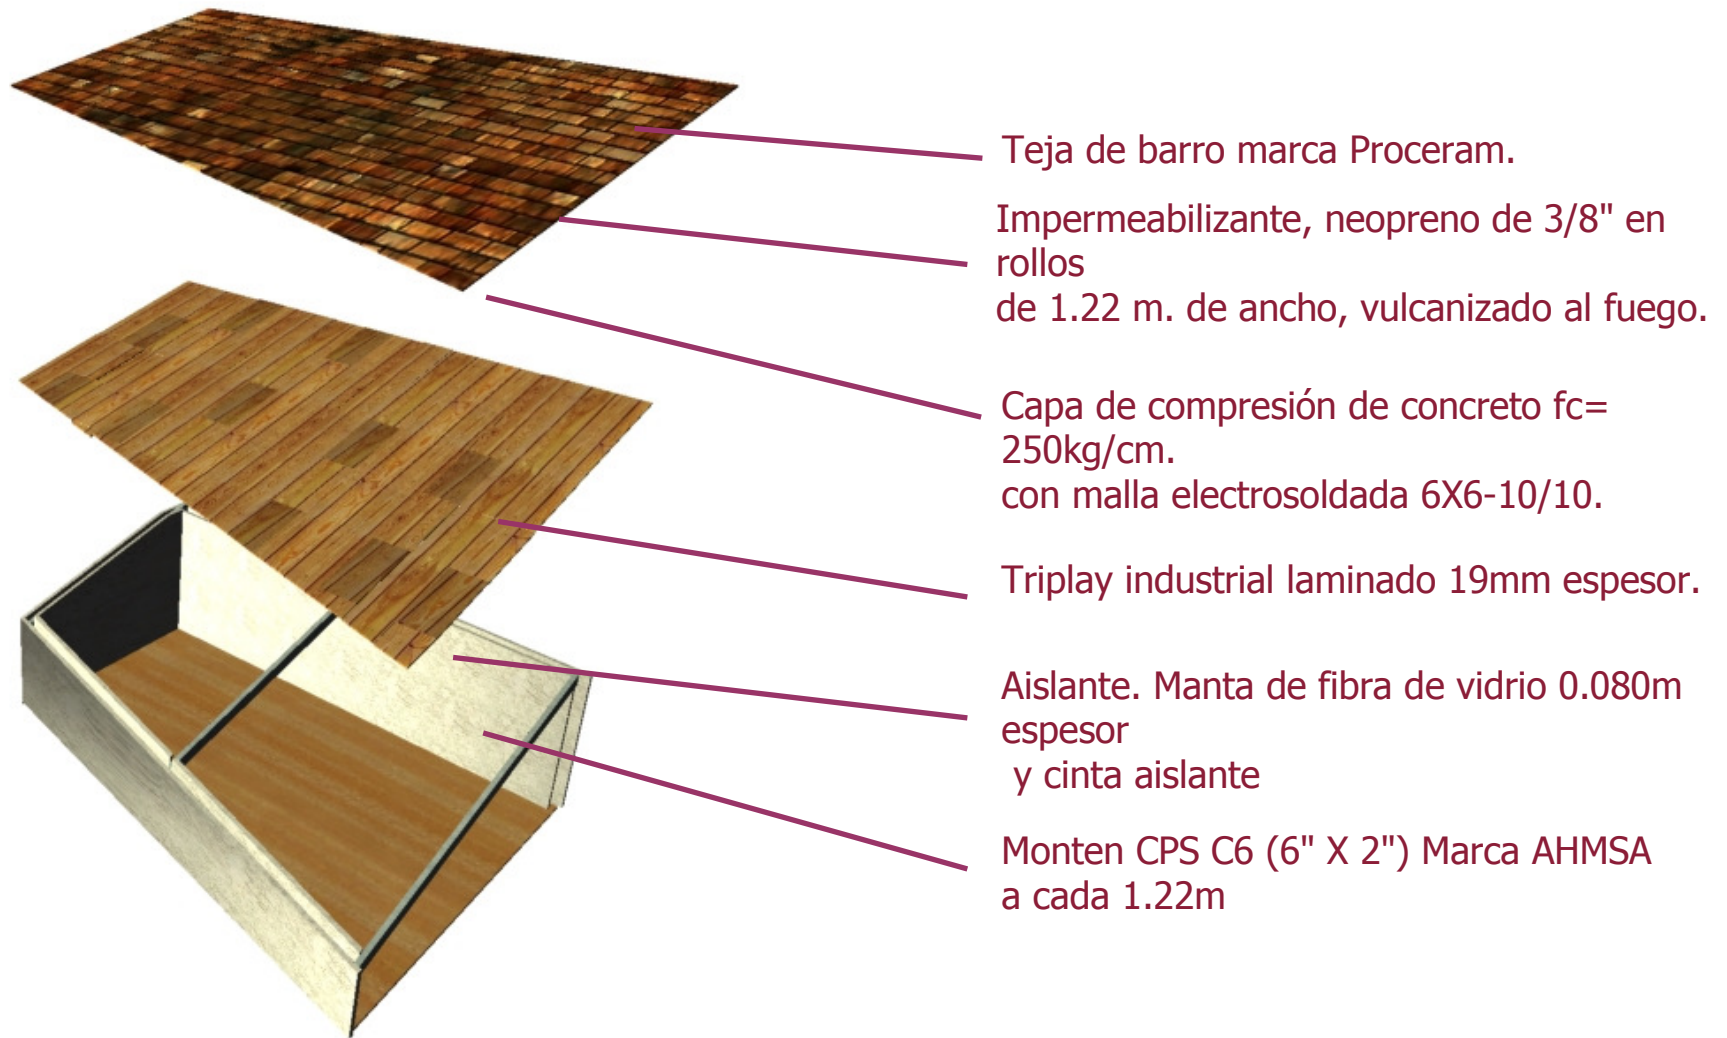 Teja de barro marca Proceram.
Impermeabilizante, neopreno de 3/8" en
rollos
de 1.22 m. de ancho, vulcanizado al fuego.
Capa de compresión de concreto fc=
250kg/cm.
con malla electrosoldada 6X6-10/10.
Triplay industrial laminado 19mm espesor.
Aislante. Manta de fibra de vidrio 0.080m
espesor
y cinta aislante
Monten CPS C6 (6" X 2") Marca AHMSA
a cada 1.22m